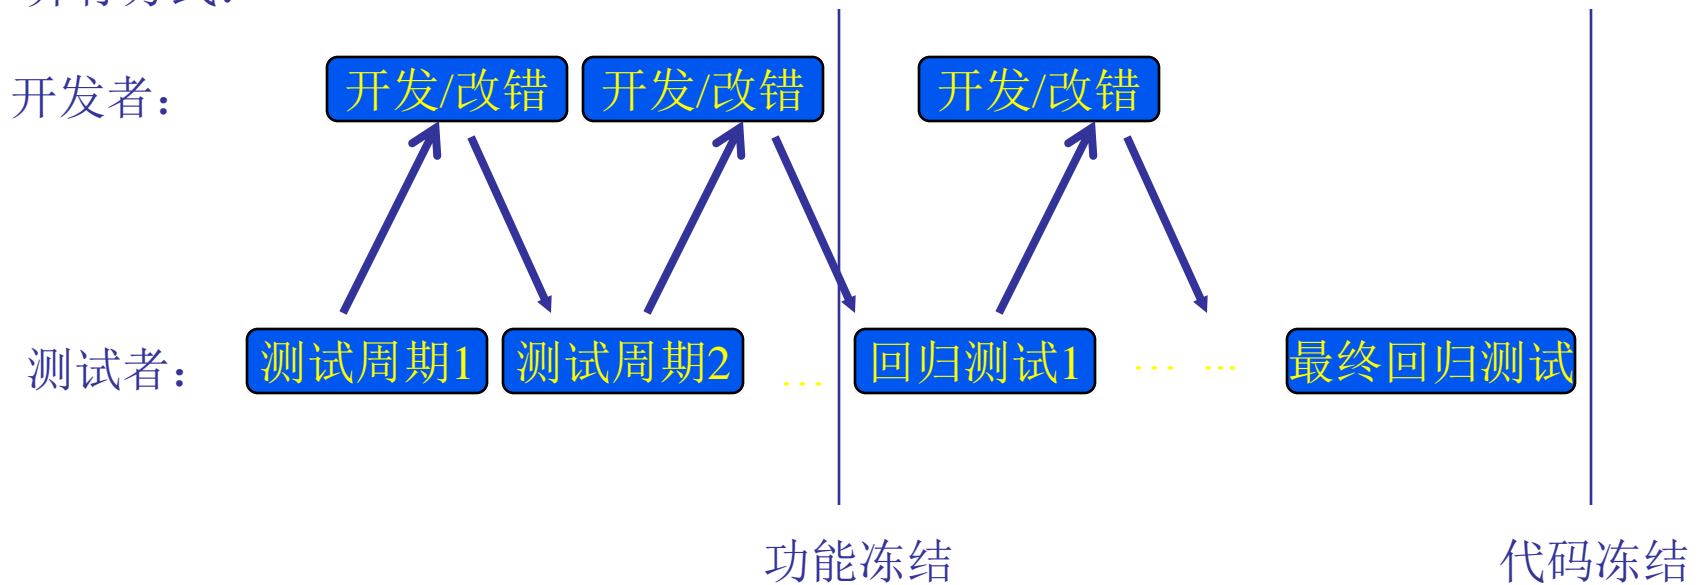 开发者：
开发/改错 开发/改错 开发/改错
测试者：
测试周期1 测试周期2 … 回归测试1 … … 最终回归测试
功能冻结 代码冻结